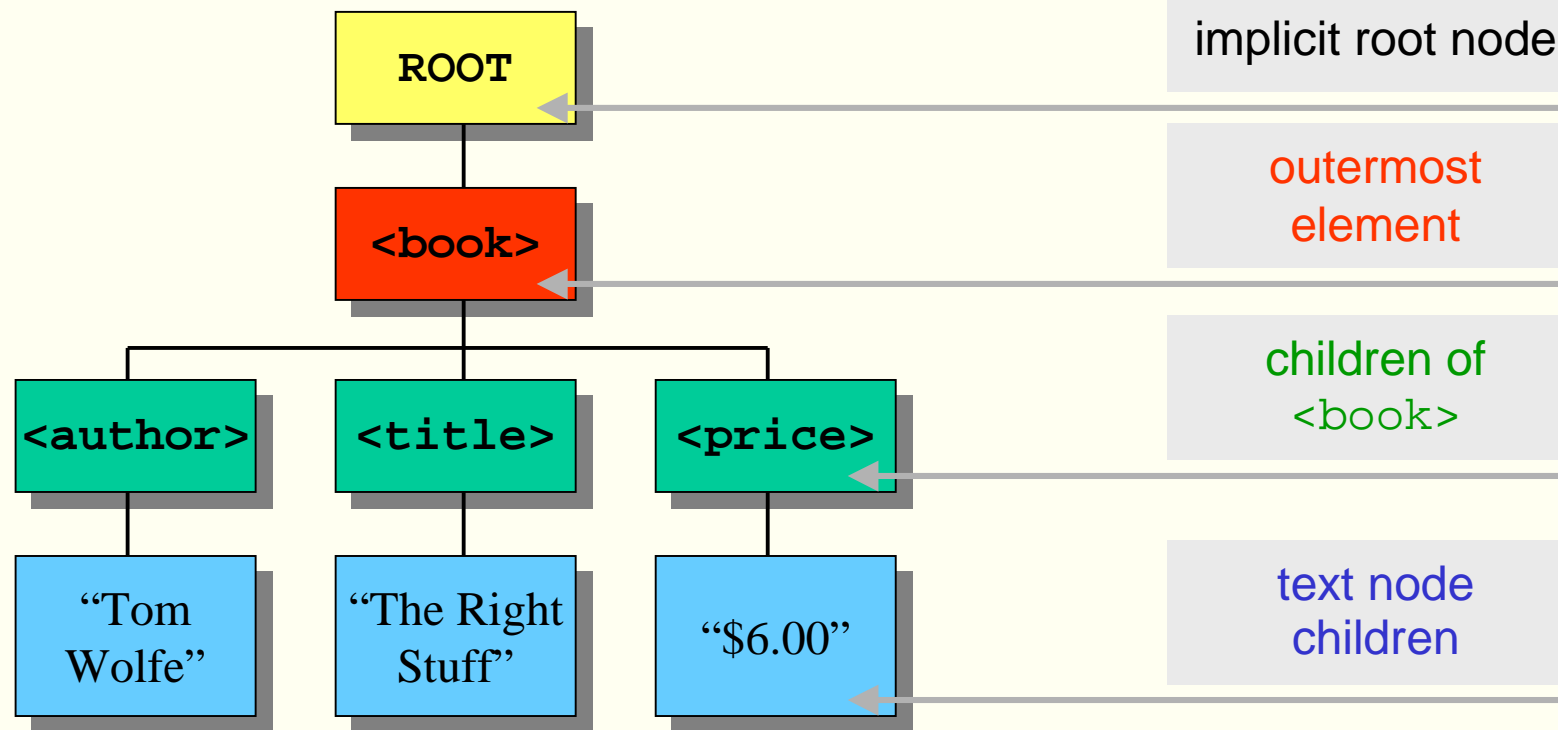 ROOT
implicit root node
<book>
outermost
element
<author>
<title>
<price>
children of
<book>
“Tom
Wolfe”
“The Right
Stuff”
“$6.00”
text node
children